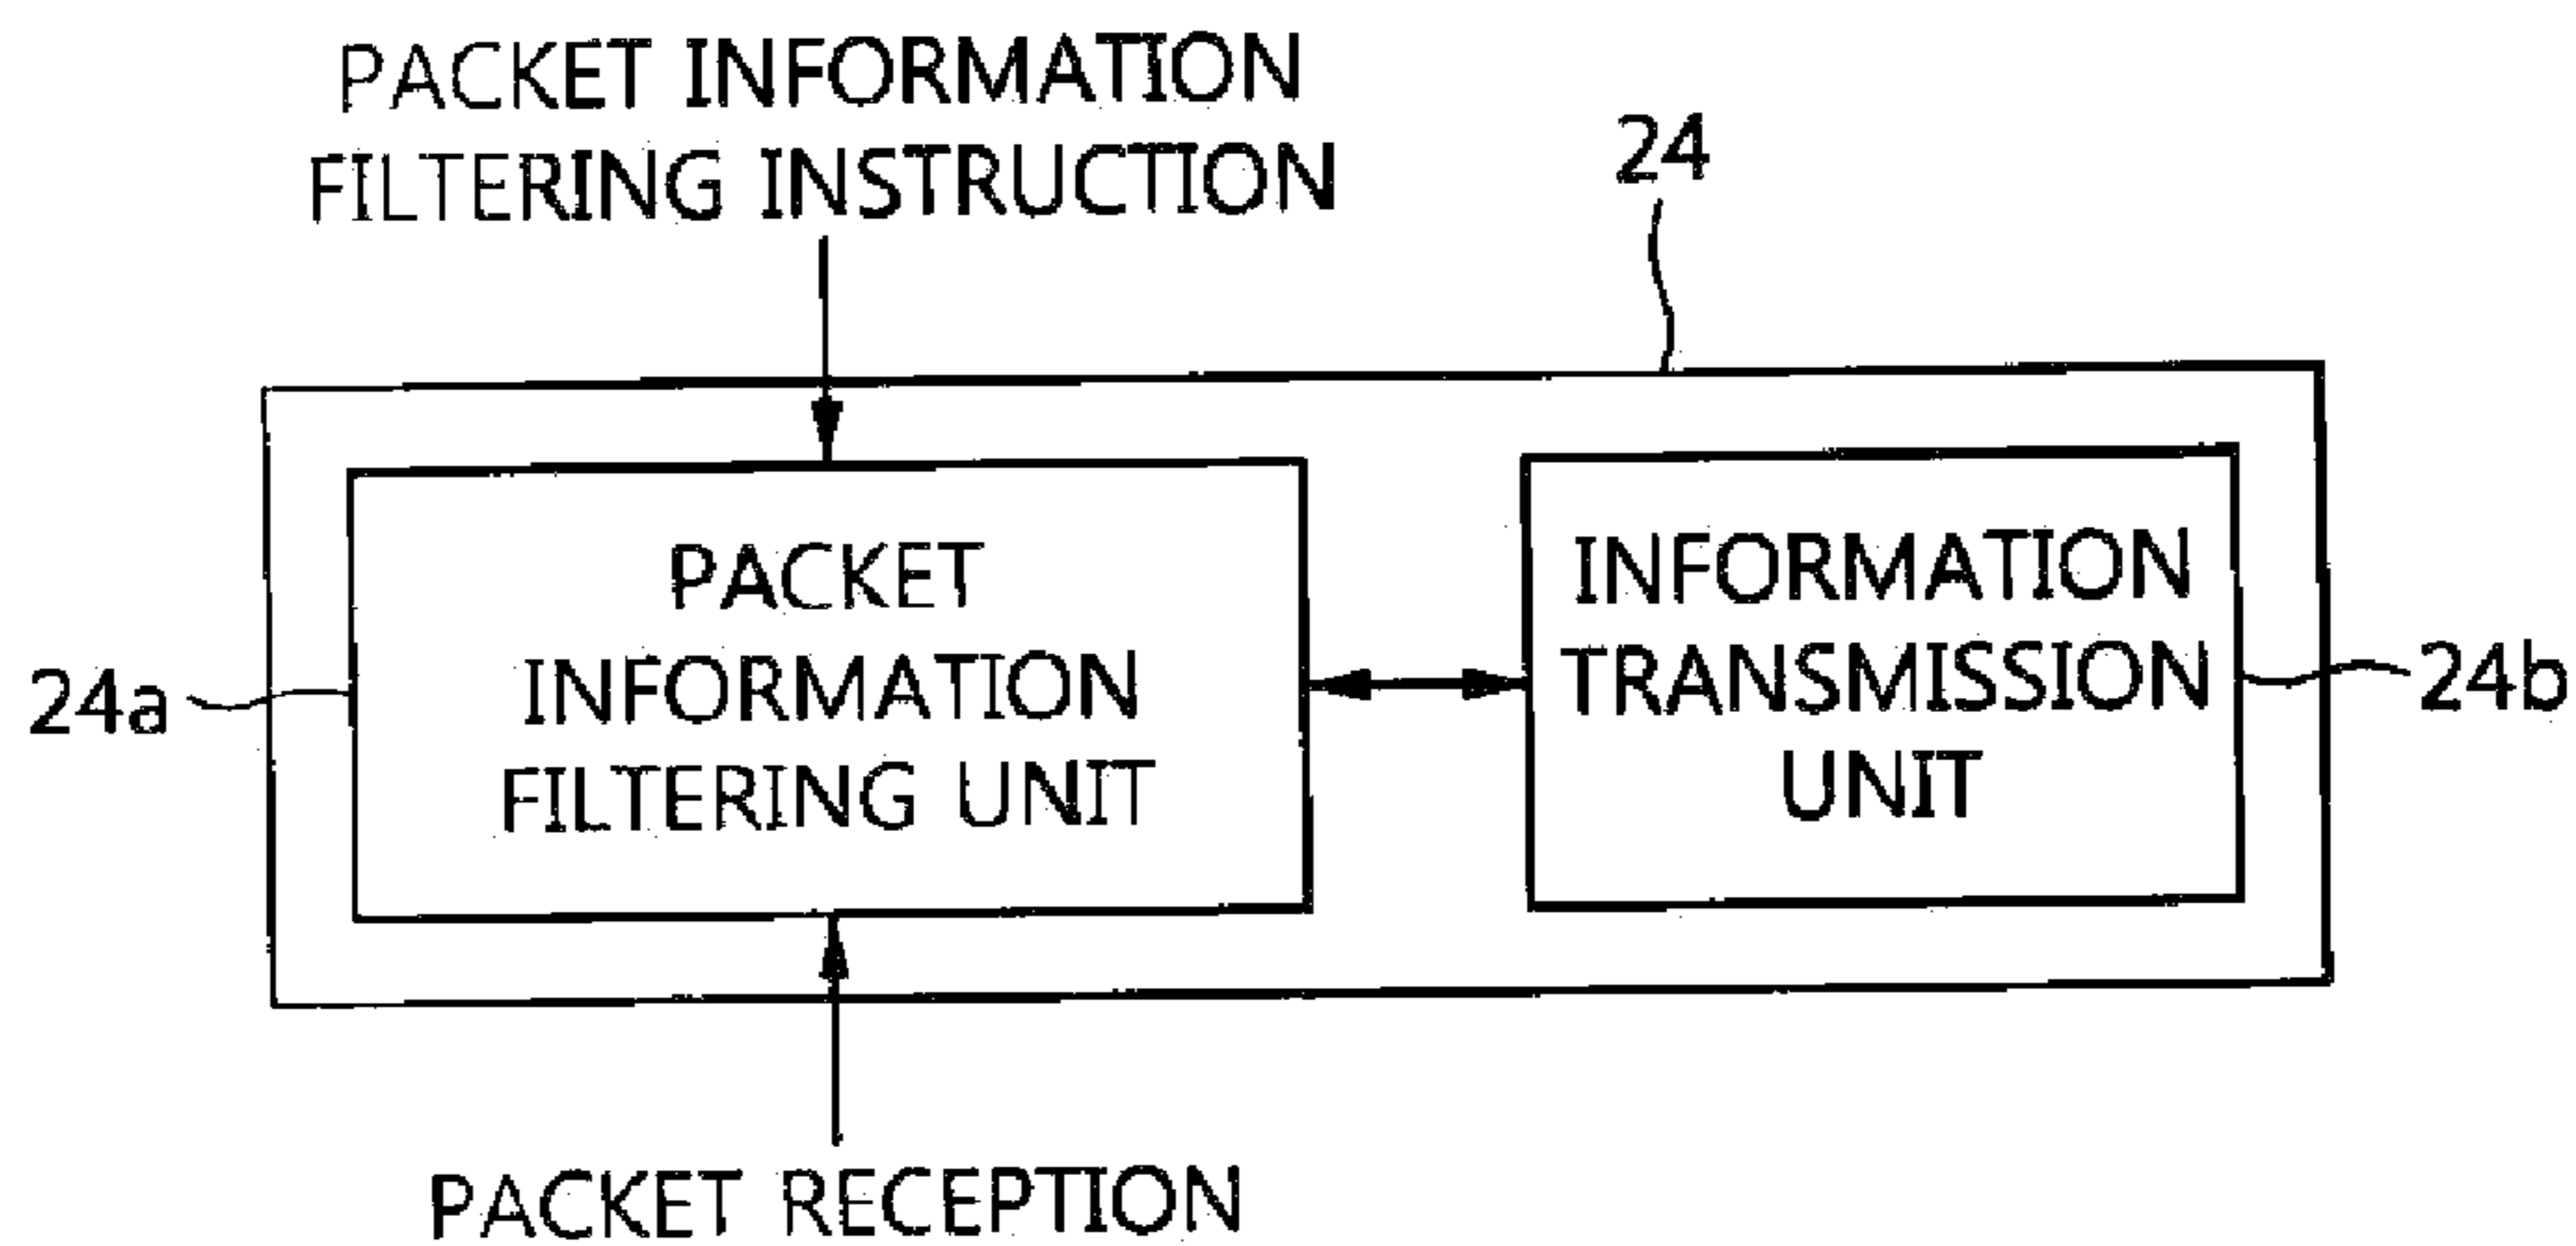 PACKET INFORMATION
FILTERING INSTRUCTION
24
PACKET
INFORMATION
FILTERING UNIT
INFORMATION
TRANSMISSION
UNIT
24a
24b
PACKET RECEPTION